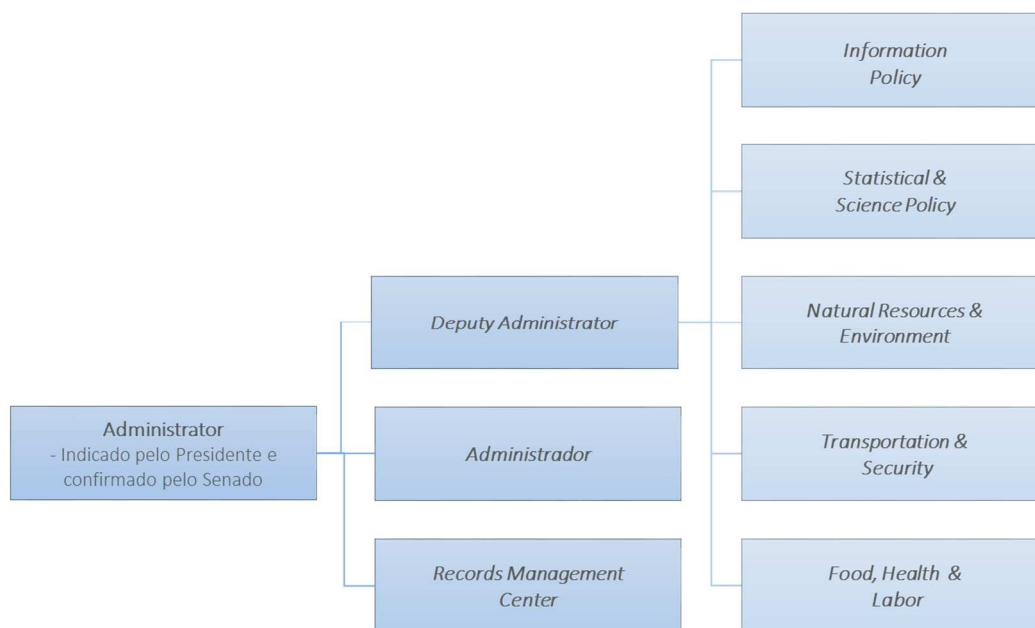 Administrator
- Indicado pelo Presidente e
confirmado pelo Senado
Deputy Administrator
Administrador
Records Management
Center
Information
Policy
Statistical &
Science Policy
Natural Resources &
Environment
Transportation &
Security
Food, Health &
Labor